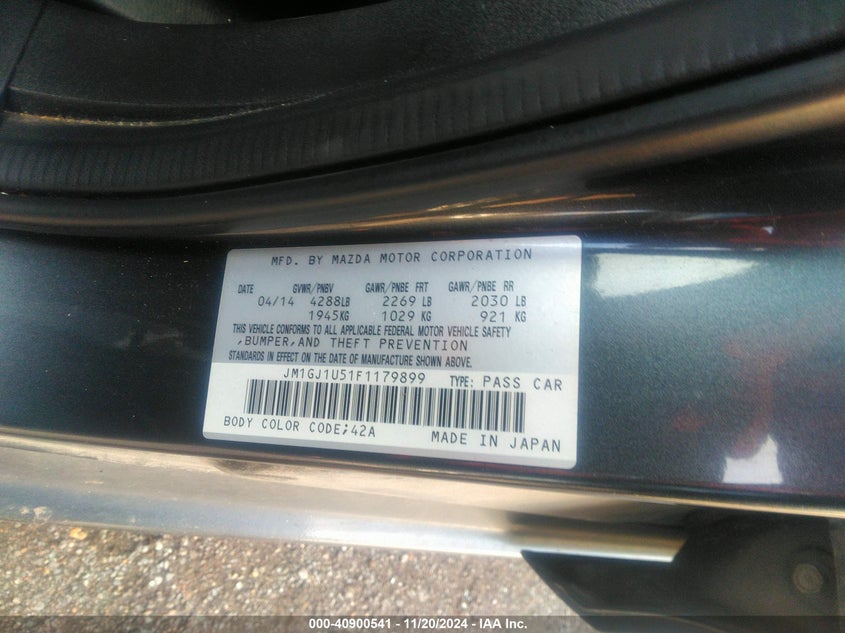 MFD. BY MAZDA MOTOR CORPORATION
DATE GVWR/PNBV GAWR/PNBE FRT GAWR/PNBE RR
04/14 4288LB 2269 LB 2030 LB
1945KG 1029 KG 921 KG
THIS VEHICLE CONFORMS TO ALL APPLICABLE FEDERAL MOTOR VEHICLE SAFETY
,BUMPER,AND THEFT PREVENTION
STANDARDS IN EFFECT ON THE DATE OF MANUFACTURE SHOWN ABOVE.
JM1GJ1U51F1179899 TYPE: PASS CAR
BODY COLOR CODE;42A MADE IN JAPAN
000-40900541 - 11/20/2024 - IAA Inc.